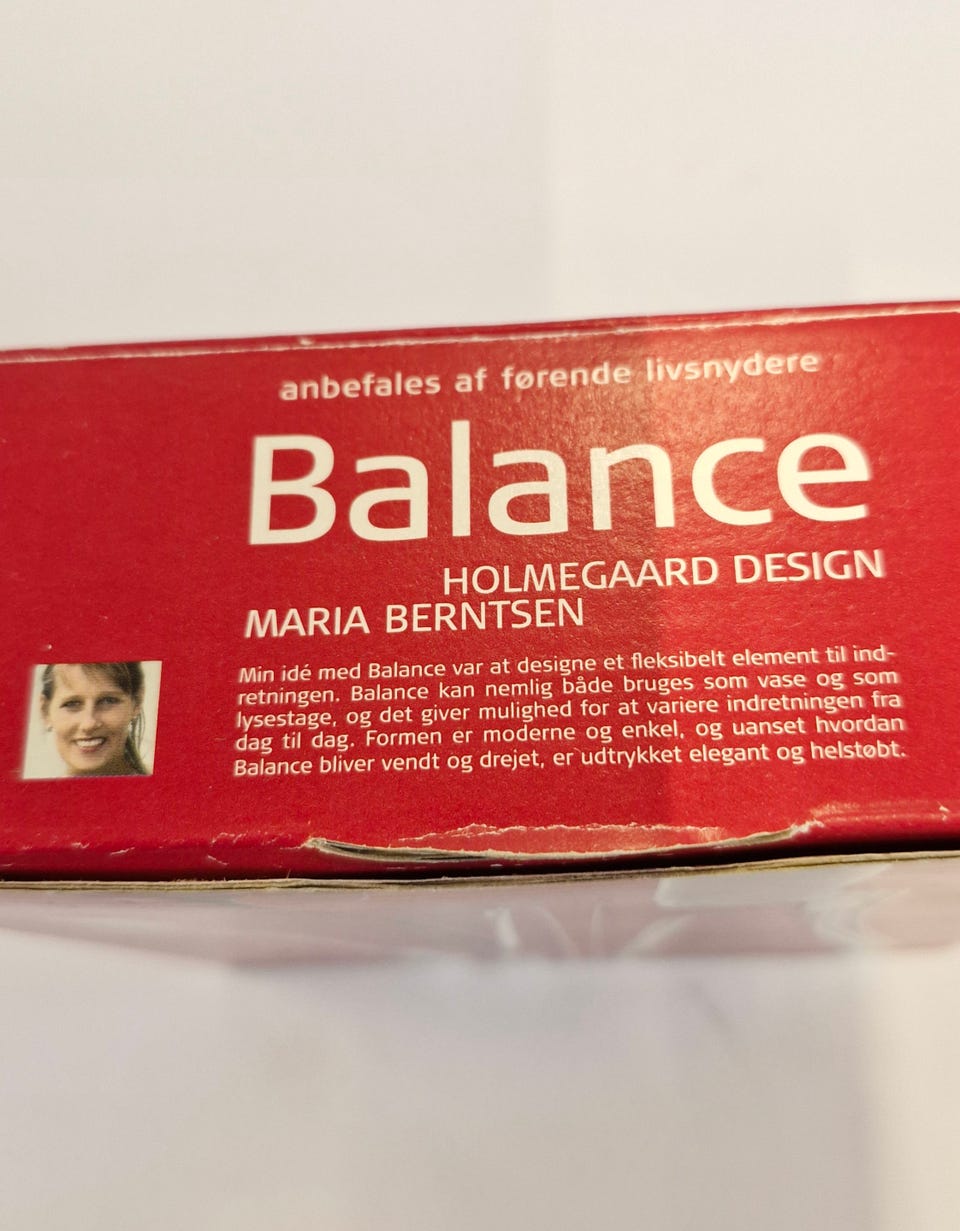 anbefales af førende livsnydere
Balance
HOLMEGAARD DESIGN
MARIA BERNTSEN
Min idé med Balance var at designe et fleksibelt element til ind-
retningen. Balance kan nemlig både bruges som vase og som
lysestage, og det giver mulighed for at variere indretningen fra
dag til dag. Formen er moderne og enkel, og uanset hvordan
Balance bliver vendt og drejet, er udtrykket elegant og helstøbt.